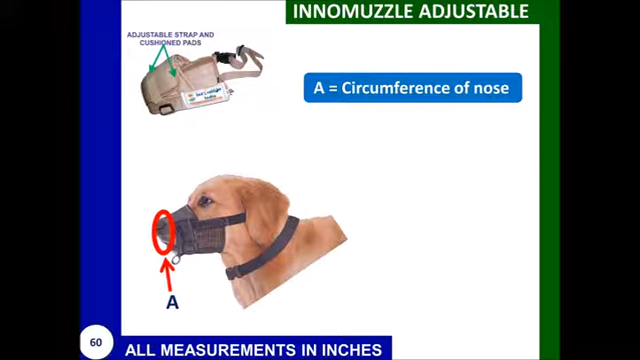 INNOMUZZLE ADJUSTABLE
ADJUSTABLE STRAP AND
CUSHIONED PADS
A = Circumference of nose
A
60
ALL MEASUREMENTS IN INCHES